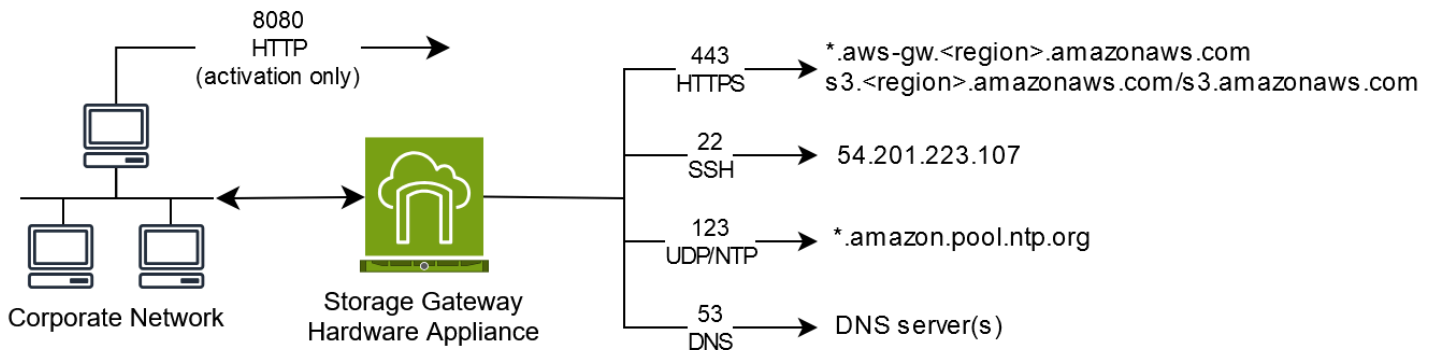 8080
HTTP
(activation only)
443
HTTPS
*.aws-gw.<region>.amazonaws.com
s3.<region>.amazonaws.com/s3.amazonaws.com
22
SSH
54.201.223.107
123
UDP/NTP
*.amazon.pool.ntp.org
53
DNS
DNS server(s)
Corporate Network
Storage Gateway
Hardware Appliance